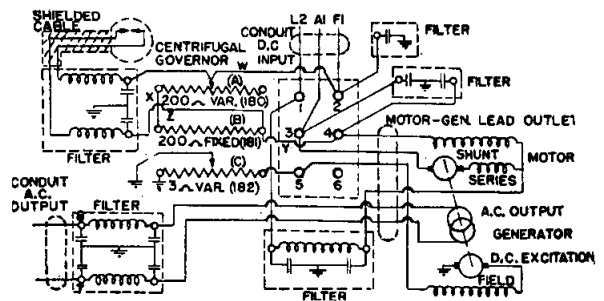 SHIELDED
CABLE
CENTRIFUGAL
GOVERNOR
CONDUIT
D.C
INPUT
L2 A1 F1
FILTER
W
(A)
X
200 VAR. (180)
Z
(B)
200 FIXED (181)
FILTER
(C)
3 VAR. (182)
1 2
3 4
Y
5 6
FILTER
MOTOR-GEN. LEAD OUTLET
SHUNT
MOTOR
SERIES
CONDUIT
A.C.
OUTPUT
FILTER
8
7
A.C. OUTPUT
GENERATOR
D.C. EXCITATION
FIELD
FILTER